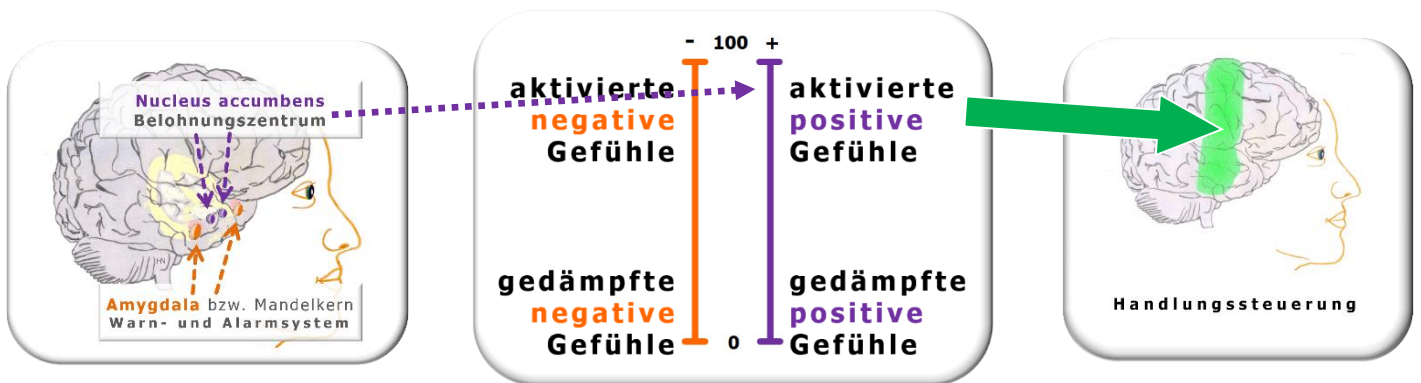 Nucleus accumbens
Belohnungszentrum
HN
Amygdala bzw. Mandelkern
Warn- und Alarmsystem
- 100 +
aktivierte
negative
Gefühle
aktivierte
positive
Gefühle
gedämpfte
negative
Gefühle
0
gedämpfte
positive
Gefühle
Handlungssteuerung